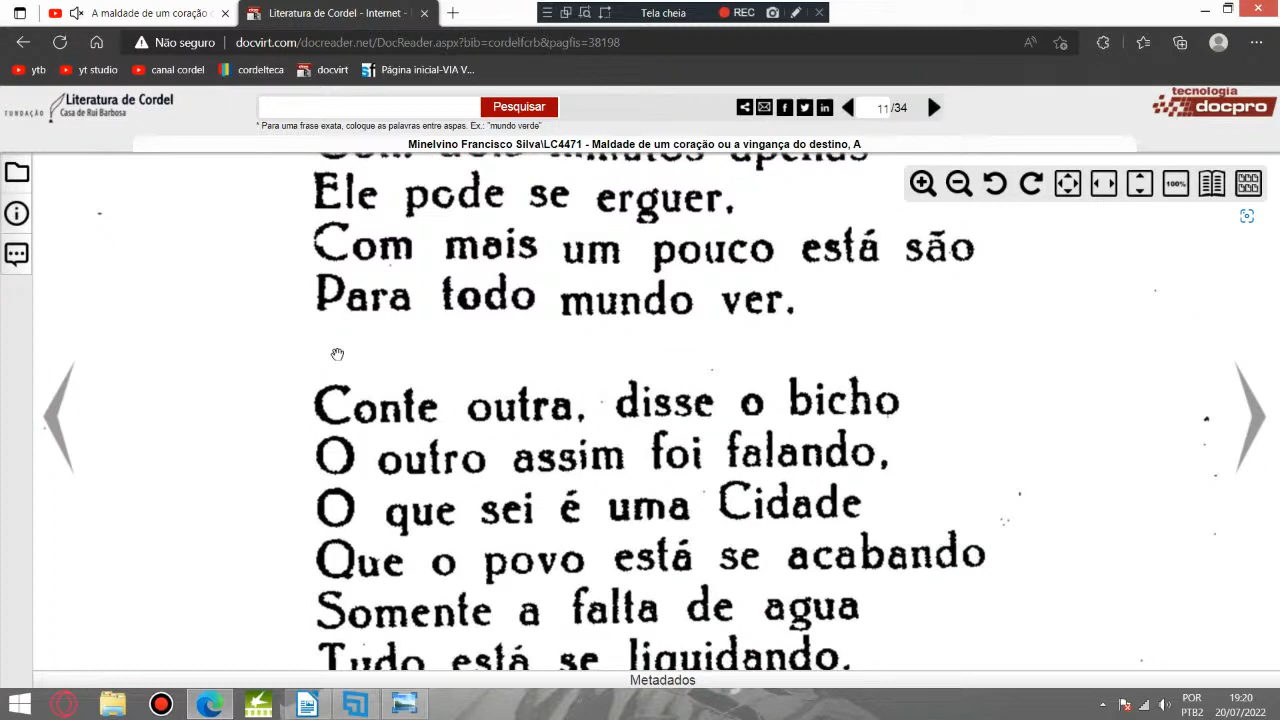 A maldade de um coração c
Literatura de Cordel - Internet -
Tela cheia
REC
Não seguro
docvirt.com/docreader.net/DocReader.aspx?bib=cordelfcrb&pagfis=38198
ytb
yt studio
canal cordel
cordelteca
docvirt
Página inicial-VIA V...
FUNDAÇÃO
Literatura de Cordel
Casa de Rui Barbosa
Pesquisar
* Para uma frase exata, coloque as palavras entre aspas. Ex.: "mundo verde"
11 /34
tecnologia
docpro
Minelvino Francisco Silva\LC4471 - Maldade de um coração ou a vingança do destino, A
100%
Com dois minutos apenas
Ele pode se erguer.
Com mais um pouco está são
Para todo mundo ver.
Conte outra, disse o bicho
O outro assim foi falando,
O que sei é uma Cidade
Que o povo está se acabando
Somente a falta de agua
Tudo está se liquidando.
Metadados
POR
PTB2
19:20
20/07/2022